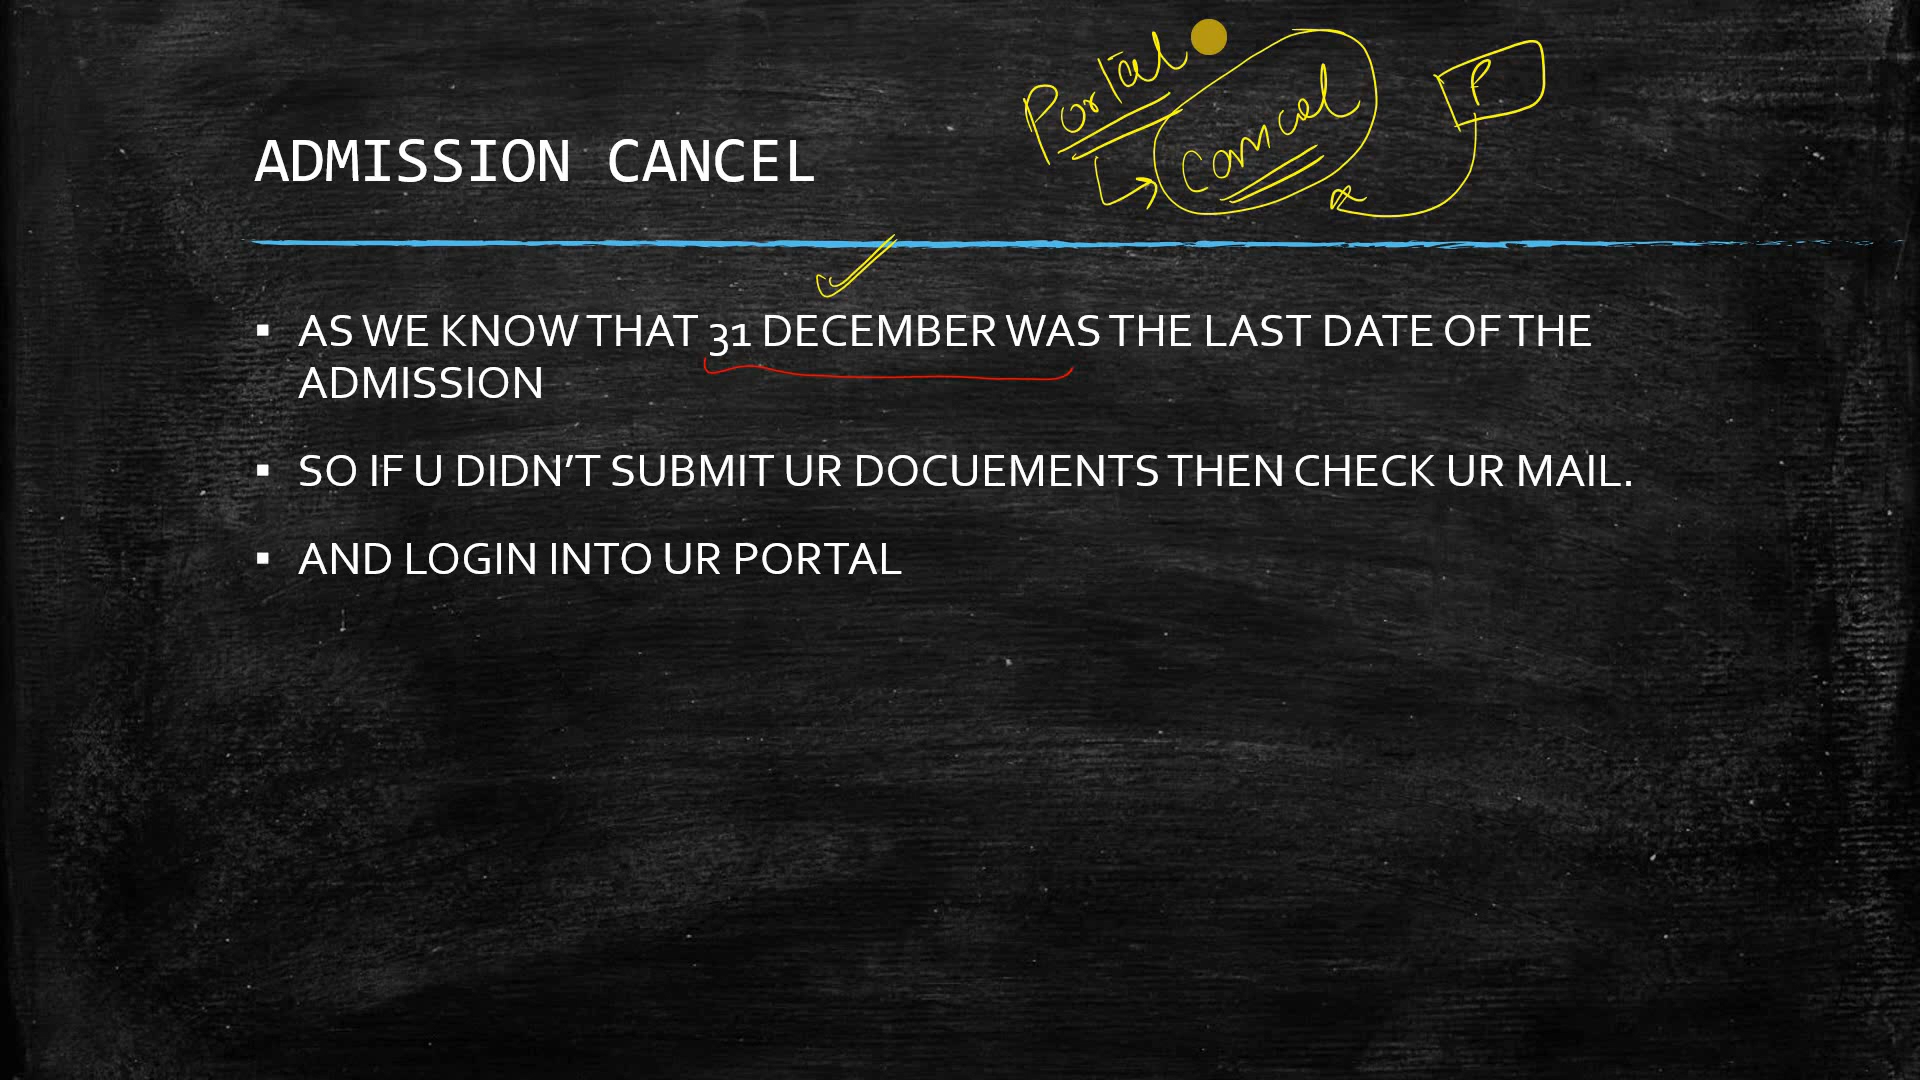 Portal
Cancel
P
ADMISSION CANCEL
▪ AS WE KNOW THAT 31 DECEMBER WAS THE LAST DATE OF THE
ADMISSION
▪ SO IF U DIDN’T SUBMIT UR DOCUEMENTS THEN CHECK UR MAIL.
▪ AND LOGIN INTO UR PORTAL